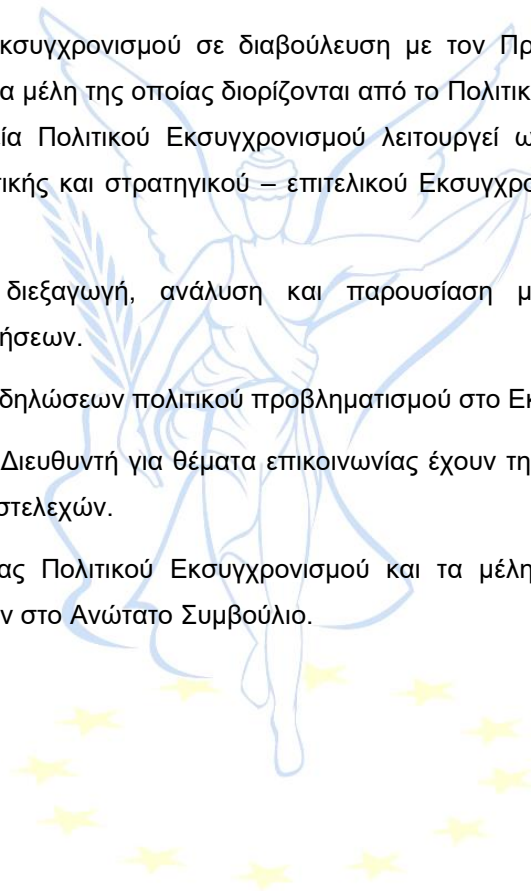 κσυγχρονισμού σε διαβούλευση με τον Πρ
α μέλη της οποίας διορίζονται από το Πολιτικ
ία Πολιτικού Εκσυγχρονισμού λειτουργεί ω
τικής και στρατηγικού – επιτελικού Εκσυγχρο
διεξαγωγή, ανάλυση και παρουσίαση μ
ήσεων.
δηλώσεων πολιτικού προβληματισμού στο Εκ
Διευθυντή για θέματα επικοινωνίας έχουν τη
στελεχών.
ας Πολιτικού Εκσυγχρονισμού και τα μέλη
ν στο Ανώτατο Συμβούλιο.